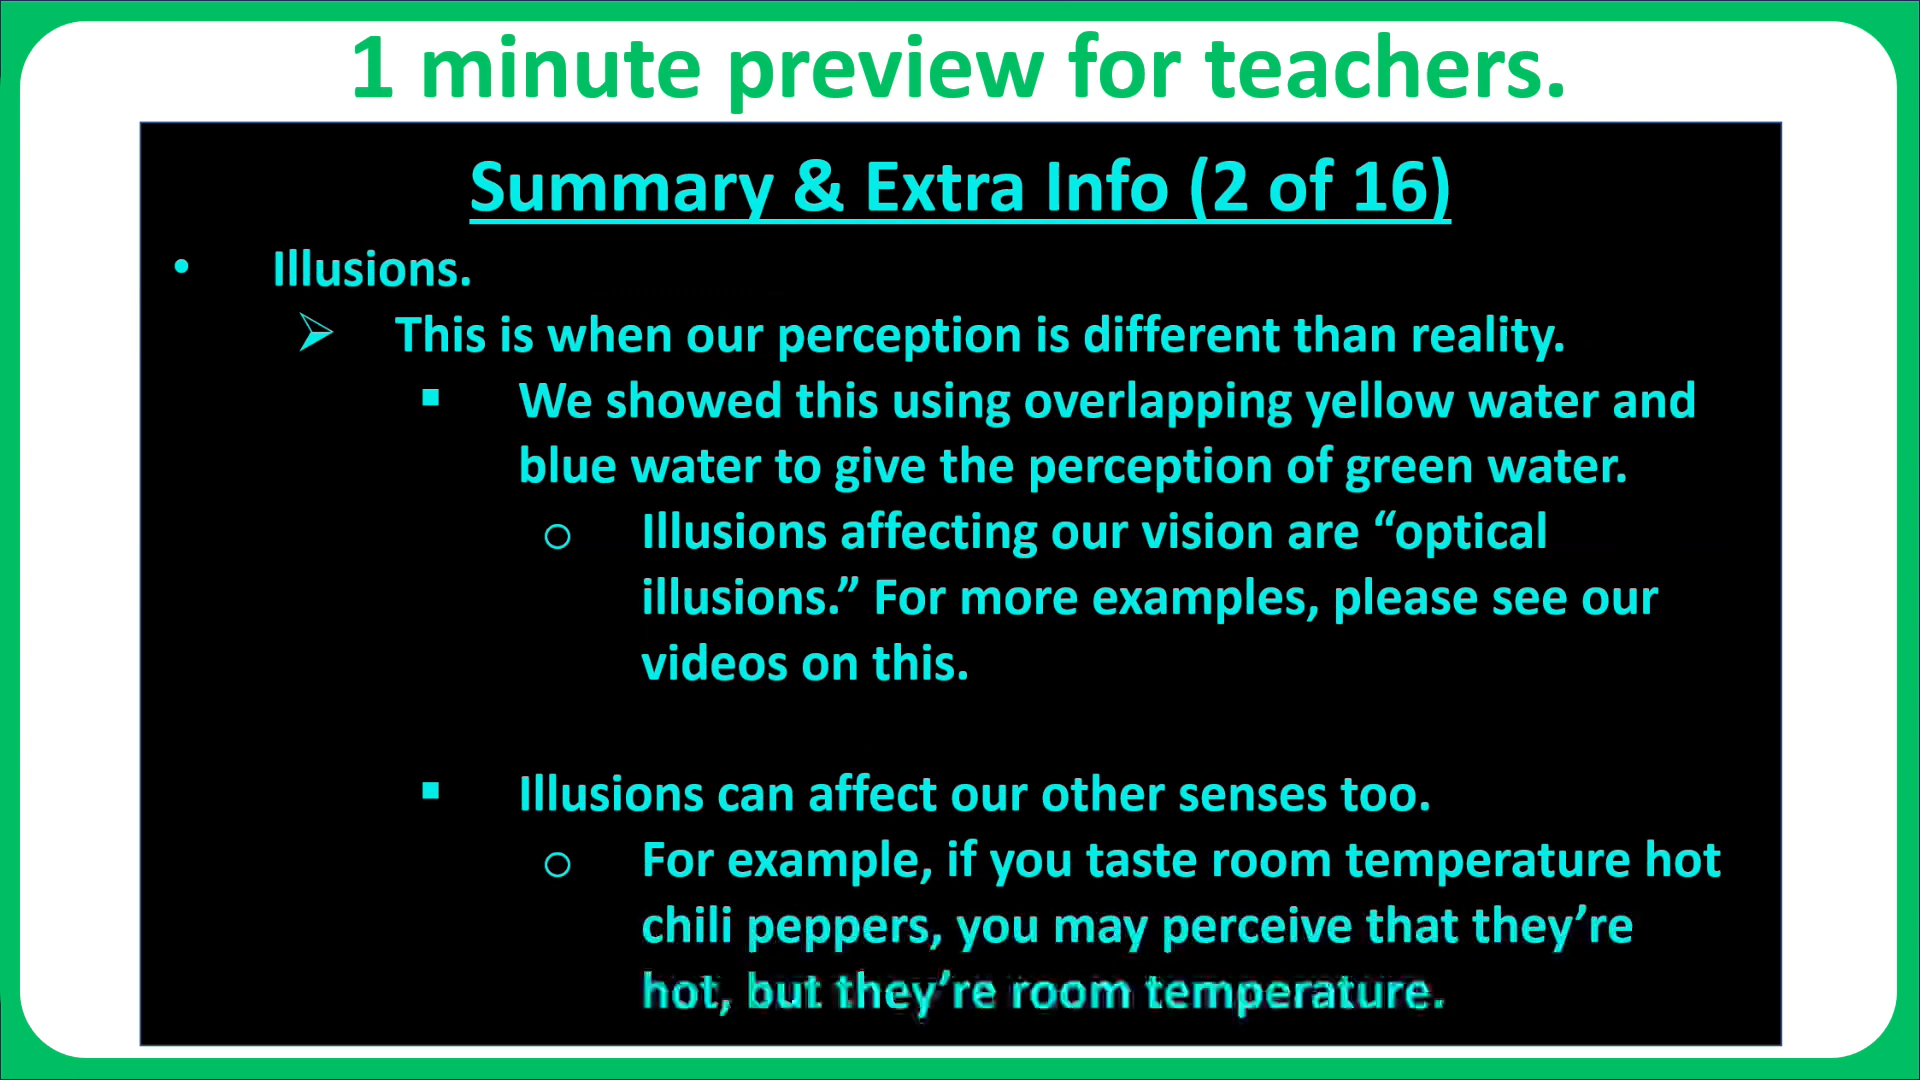 1 minute preview for teachers.
Summary & Extra Info (2 of 16)
• Illusions.
➢ This is when our perception is different than reality.
▪ We showed this using overlapping yellow water and
blue water to give the perception of green water.
o Illusions affecting our vision are “optical
illusions.” For more examples, please see our
videos on this.
▪ Illusions can affect our other senses too.
o For example, if you taste room temperature hot
chili peppers, you may perceive that they’re
hot, but they’re room temperature.